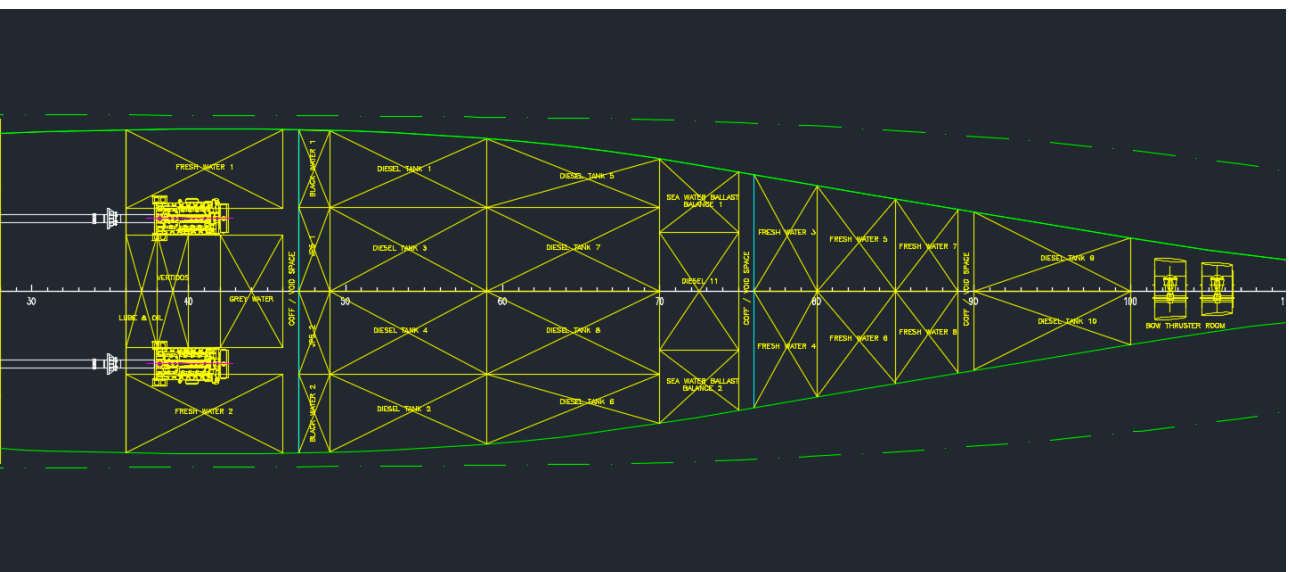 FRESH WATER 1
BLACK WATER 1
DIESEL TANK 1
DIESEL TANK 5
SEA WATER BALLAST
BALANCE 1
FRESH WATER 3
FRESH WATER 5
FRESH WATER 7
DIESEL TANK 3
DIESEL TANK 7
DIESEL TANK 9
VERTIDOS
GREY WATER
COFF / VOID SPACE
DIESEL 11
COFF / VOID SPACE
COFF / VOID SPACE
30
40
50
60
70
80
90
100
LUBE & OIL
DIESEL TANK 4
DIESEL TANK 8
FRESH WATER 4
FRESH WATER 6
FRESH WATER 8
DIESEL TANK 10
BOW THRUSTER ROOM
FRESH WATER 2
BLACK WATER 2
DIESEL TANK 2
DIESEL TANK 6
SEA WATER BALLAST
BALANCE 2